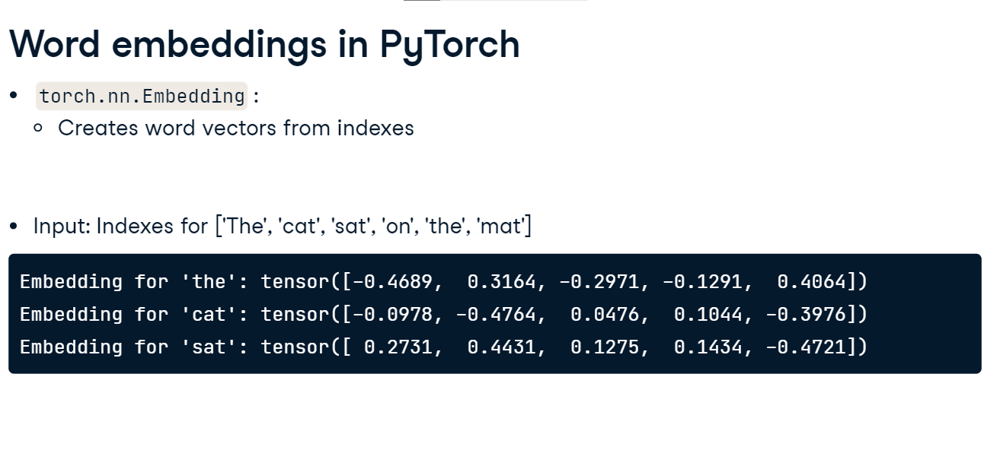 Word embeddings in PyTorch
• torch.nn.Embedding :
○ Creates word vectors from indexes
• Input: Indexes for ['The', 'cat', 'sat', 'on', 'the', 'mat']
Embedding for 'the': tensor([-0.4689,  0.3164, -0.2971, -0.1291,  0.4064])
Embedding for 'cat': tensor([-0.0978, -0.4764,  0.0476,  0.1044, -0.3976])
Embedding for 'sat': tensor([ 0.2731,  0.4431,  0.1275,  0.1434, -0.4721])